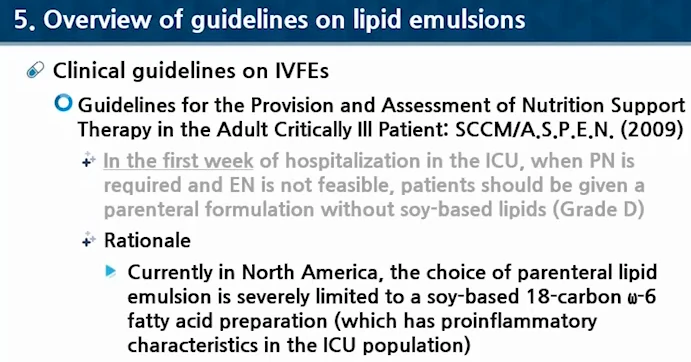 5. Overview of guidelines on lipid emulsions
Clinical guidelines on IVFEs
Guidelines for the Provision and Assessment of Nutrition Support
Therapy in the Adult Critically Ill Patient: SCCM/A.S.P.E.N. (2009)
In the first week of hospitalization in the ICU, when PN is
required and EN is not feasible, patients should be given a
parenteral formulation without soy-based lipids (Grade D)
Rationale
Currently in North America, the choice of parenteral lipid
emulsion is severely limited to a soy-based 18-carbon ω-6
fatty acid preparation (which has proinflammatory
characteristics in the ICU population)